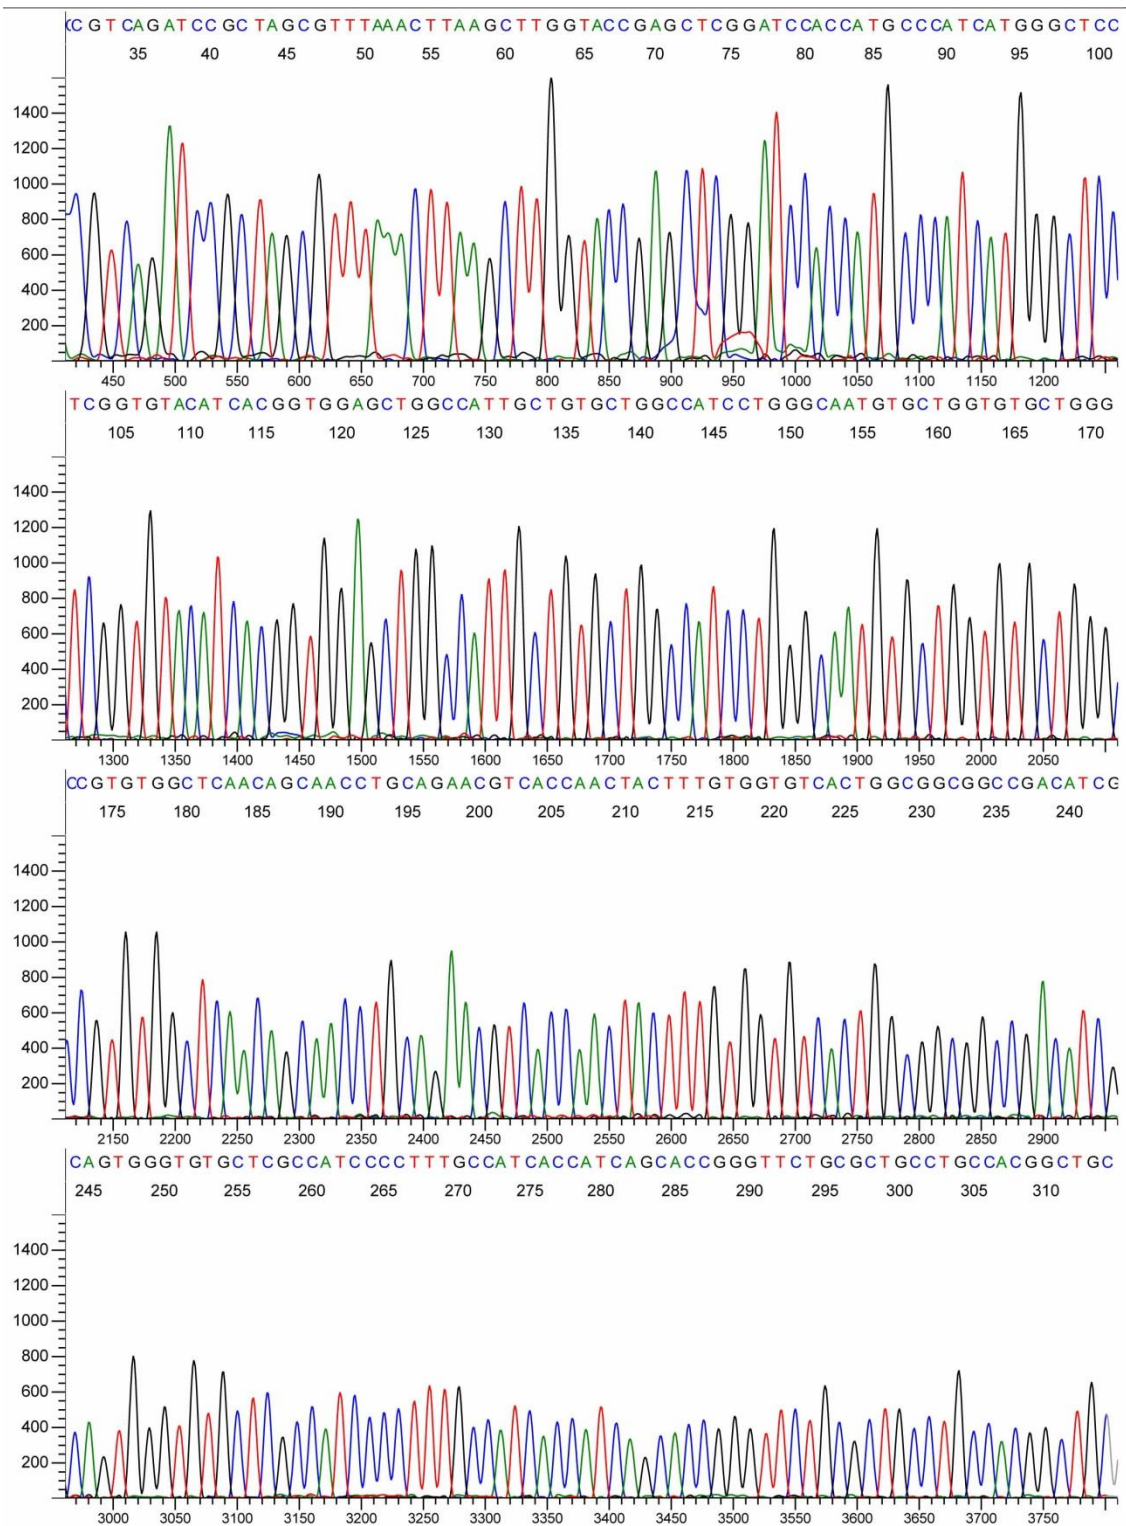 CGTCAGATCCGCTAGCGTTTAAACTTAAGCTTGGTACCGAGCTCGGATCCACCATGCCCATCATGGGCTCC
35 40 45 50 55 60 65 70 75 80 85 90 95 100
1400
1200
1000
800
600
400
200
450 500 550 600 650 700 750 800 850 900 950 1000 1050 1100 1150 1200
TCGGTGTACATCACGGTGGAGCTGGCCATTGCTGTGCTGGCCATCCTGGGCAATGTGCTGGTGTGCTGGG
105 110 115 120 125 130 135 140 145 150 155 160 165 170
1400
1200
1000
800
600
400
200
1300 1350 1400 1450 1500 1550 1600 1650 1700 1750 1800 1850 1900 1950 2000 2050
CCGTGTGGCTCAACAGCAACCTGCAGAACGTCACCAACTACTTTGTGGTGTCACTGGCGGCGGCCGACATCG
175 180 185 190 195 200 205 210 215 220 225 230 235 240
1400
1200
1000
800
600
400
200
2150 2200 2250 2300 2350 2400 2450 2500 2550 2600 2650 2700 2750 2800 2850 2900
CAGTGGGTGTGCTCGCCATCCCCTTTGCCATCACCATCAGCACCGGGTTCTGCGCTGCCTGCCACGGCTGC
245 250 255 260 265 270 275 280 285 290 295 300 305 310
1400
1200
1000
800
600
400
200
3000 3050 3100 3150 3200 3250 3300 3350 3400 3450 3500 3550 3600 3650 3700 3750